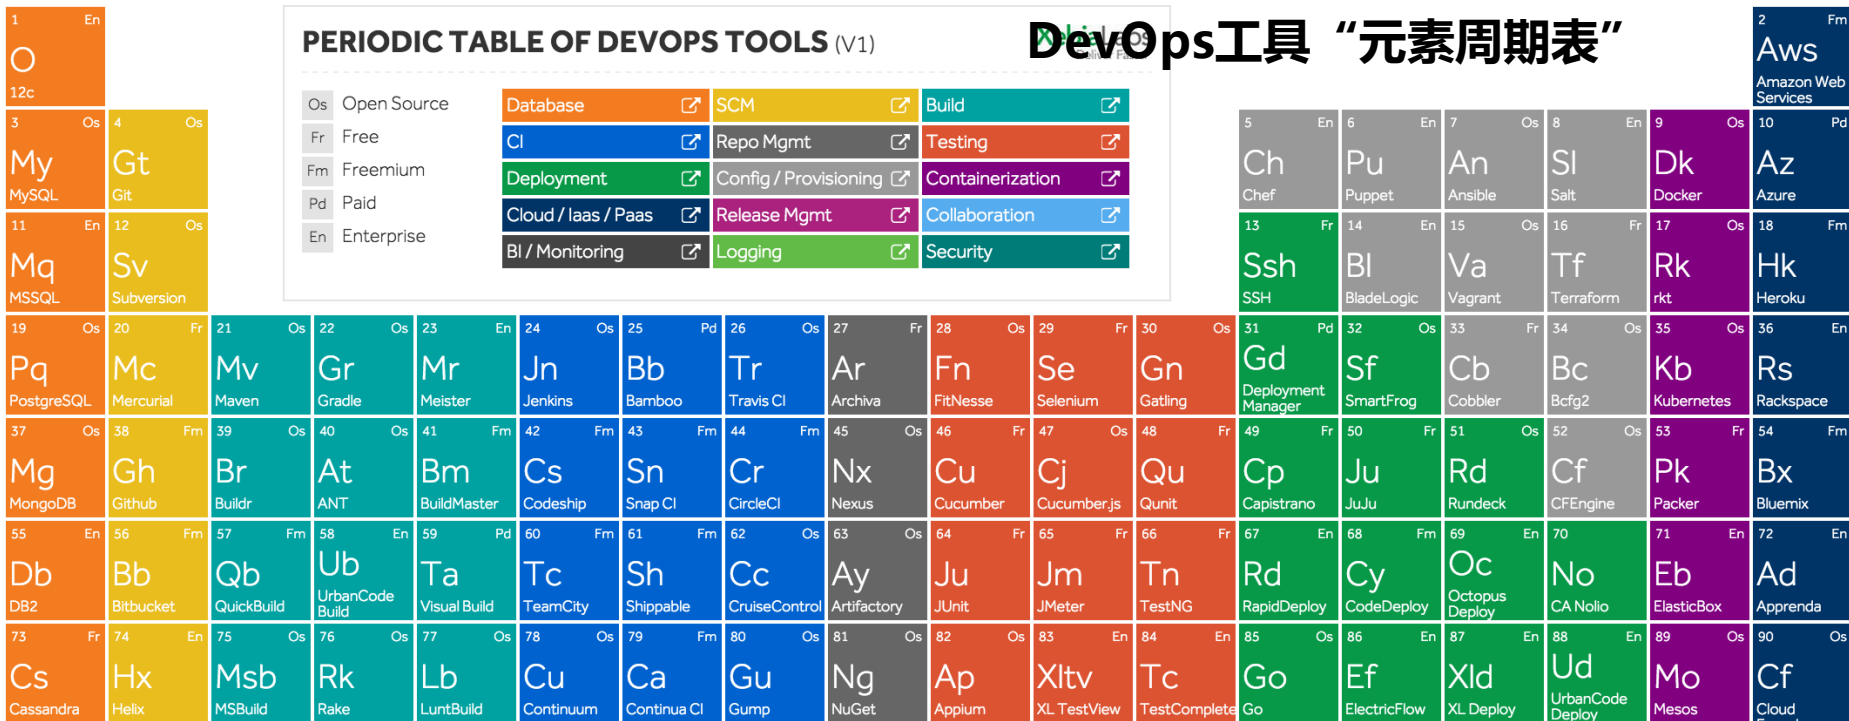 PERIODIC TABLE OF DEVOPS TOOLS (V1)
DevOps工具“元素周期表”
Os Open Source
Fr Free
Fm Freemium
Pd Paid
En Enterprise
Database SCM Build
CI Repo Mgmt Testing
Deployment Config / Provisioning Containerization
Cloud / Iaas / Paas Release Mgmt Collaboration
BI / Monitoring Logging Security
1 En
O
12c
2 Fm
Aws
Amazon Web
Services
3 Os
My
MySQL
4 Os
Gt
Git
5 En
Ch
Chef
6 En
Pu
Puppet
7 Os
An
Ansible
8 En
Sl
Salt
9 Os
Dk
Docker
10 Pd
Az
Azure
11 En
Mq
MSSQL
12 Os
Sv
Subversion
13 Fr
Ssh
SSH
14 En
Bl
BladeLogic
15 Os
Va
Vagrant
16 Fr
Tf
Terraform
17 Os
Rk
rkt
18 Fm
Hk
Heroku
19 Os
Pq
PostgreSQL
20 Fr
Mc
Mercurial
21 Os
Mv
Maven
22 Os
Gr
Gradle
23 En
Mr
Meister
24 Os
Jn
Jenkins
25 Pd
Bb
Bamboo
26 Os
Tr
Travis CI
27 Fr
Ar
Archiva
28 Os
Fn
FitNesse
29 Fr
Se
Selenium
30 Os
Gn
Gatling
31 Pd
Gd
Deployment
Manager
32 Os
Sf
SmartFrog
33 Fr
Cb
Cobbler
34 Os
Bc
Bcfg2
35 Os
Kb
Kubernetes
36 En
Rs
Rackspace
37 Os
Mg
MongoDB
38 Fm
Gh
Github
39 Os
Br
Buildr
40 Os
At
ANT
41 Fm
Bm
BuildMaster
42 Fm
Cs
Codeship
43 Fm
Sn
Snap CI
44 Fm
Cr
CircleCI
45 Os
Nx
Nexus
46 Fr
Cu
Cucumber
47 Os
Cj
Cucumber.js
48 Fr
Qu
Qunit
49 Fr
Cp
Capistrano
50 Fr
Ju
JuJu
51 Os
Rd
Rundeck
52 Os
Cf
CFEngine
53 Fr
Pk
Packer
54 Fm
Bx
Bluemix
55 En
Db
DB2
56 Fm
Bb
Bitbucket
57 Fm
Qb
QuickBuild
58 En
Ub
UrbanCode
Build
59 Pd
Ta
Visual Build
60 Fm
Tc
TeamCity
61 Fm
Sh
Shippable
62 Os
Cc
CruiseControl
63 Os
Ay
Artifactory
64 Fr
Ju
JUnit
65 Fr
Jm
JMeter
66 Fr
Tn
TestNG
67 En
Rd
RapidDeploy
68 Fm
Cy
CodeDeploy
69 En
Oc
Octopus
Deploy
70
No
CA Nolio
71 En
Eb
ElasticBox
72 En
Ad
Apprenda
73 Fr
Cs
Cassandra
74 En
Hx
Helix
75 Os
Msb
MSBuild
76 Os
Rk
Rake
77 Os
Lb
LuntBuild
78 Os
Cu
Continuum
79 Fm
Ca
Continua CI
80 Os
Gu
Gump
81 Os
Ng
NuGet
82 Os
Ap
Appium
83 En
Xltv
XL TestView
84 En
Tc
TestComplete
85 Os
Go
Go
86 En
Ef
ElectricFlow
87 En
Xld
XL Deploy
88 En
Ud
UrbanCode
Deploy
89 Os
Mo
Mesos
90 Os
Cf
Cloud